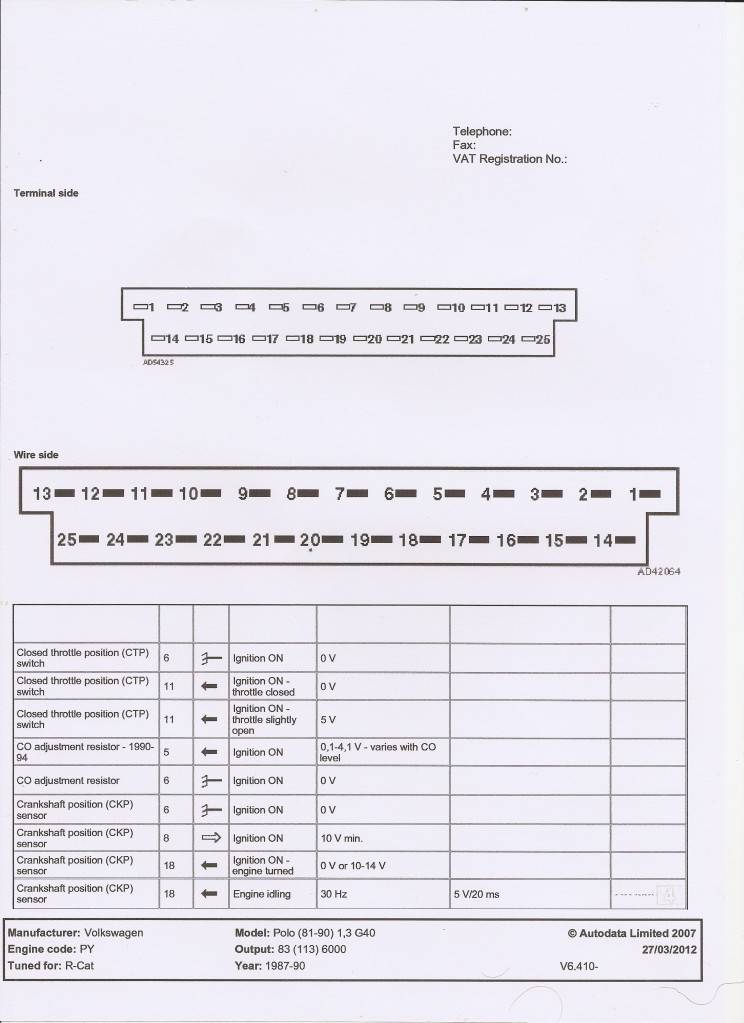 Telephone:
Fax:
VAT Registration No.:
Terminal side
1 2 3 4 5 6 7 8 9 10 11 12 13
14 15 16 17 18 19 20 21 22 23 24 25
AD54325
Wire side
13 12 11 10 9 8 7 6 5 4 3 2 1
25 24 23 22 21 20 19 18 17 16 15 14
AD42064
Closed throttle position (CTP)
switch 6 Ignition ON 0 V
Closed throttle position (CTP)
switch 11 Ignition ON -
throttle closed 0 V
Closed throttle position (CTP)
switch 11 Ignition ON -
throttle slightly
open 5 V
CO adjustment resistor - 1990-
94 5 Ignition ON 0,1-4,1 V - varies with CO
level
CO adjustment resistor 6 Ignition ON 0 V
Crankshaft position (CKP)
sensor 6 Ignition ON 0 V
Crankshaft position (CKP)
sensor 8 Ignition ON 10 V min.
Crankshaft position (CKP)
sensor 18 Ignition ON -
engine turned 0 V or 10-14 V
Crankshaft position (CKP)
sensor 18 Engine idling 30 Hz 5 V/20 ms
Manufacturer: Volkswagen Model: Polo (81-90) 1,3 G40 © Autodata Limited 2007
Engine code: PY Output: 83 (113) 6000 27/03/2012
Tuned for: R-Cat Year: 1987-90 V6.410-